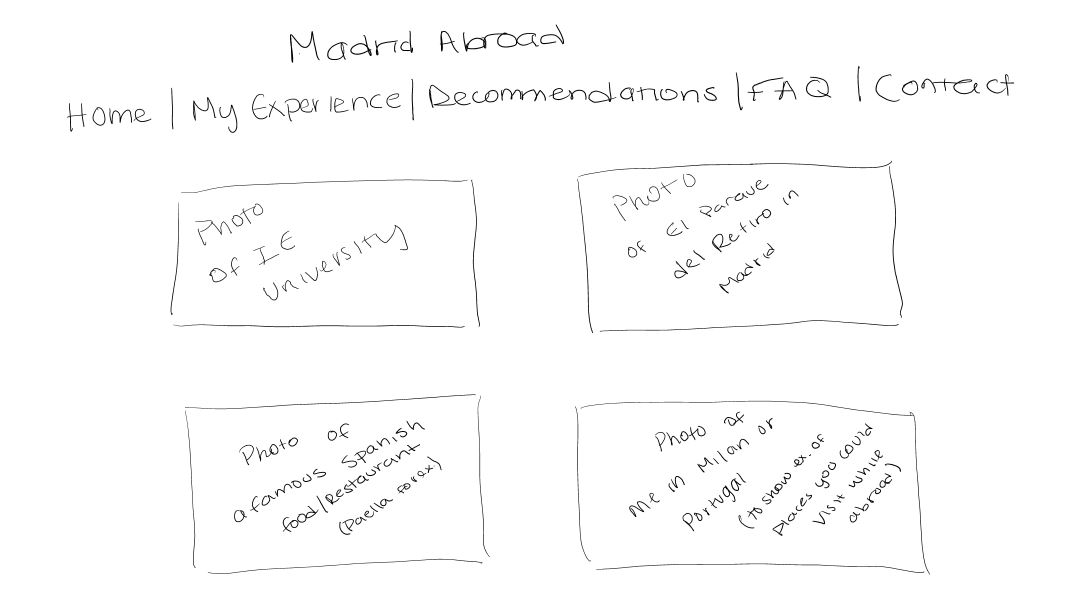 Madrid Abroad
Home | My Experience | Recommendations | FAQ | Contact
Photo
of IE
University
Photo
of El Parque
del Retiro in
Madrid
Photo of
a famous Spanish
food/Restaurant
(Paella for ex)
Photo of
me in Milan or
Portugal
(to show ex. of
places you could
visit while
abroad)